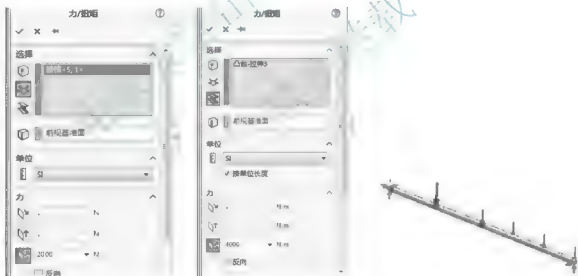 力/扭矩
选择
前视基准面
单位
SI
力
N
N
2000 N
反向
力/扭矩
选择
凸台-拉伸3
前视基准面
单位
SI
按单位长度
力
N/m
N/m
4000 N/m
反向